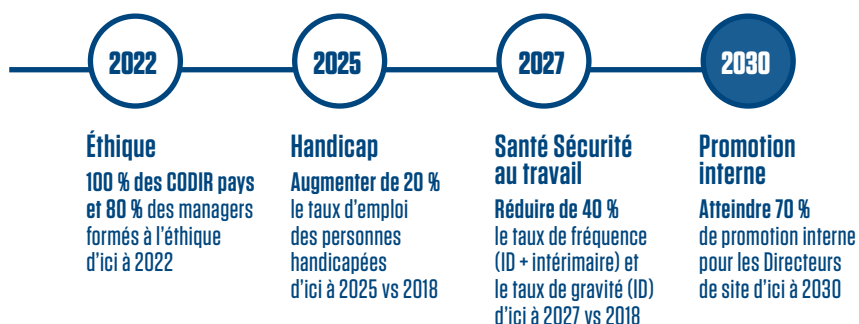 2022
Éthique
100 % des CODIR pays
et 80 % des managers
formés à l'éthique
d'ici à 2022
2025
Handicap
Augmenter de 20 %
le taux d'emploi
des personnes
handicapées
d'ici à 2025 vs 2018
2027
Santé Sécurité
au travail
Réduire de 40 %
le taux de fréquence
(ID + intérimaire) et
le taux de gravité (ID)
d'ici à 2027 vs 2018
2030
Promotion
interne
Atteindre 70 %
de promotion interne
pour les Directeurs
de site d'ici à 2030